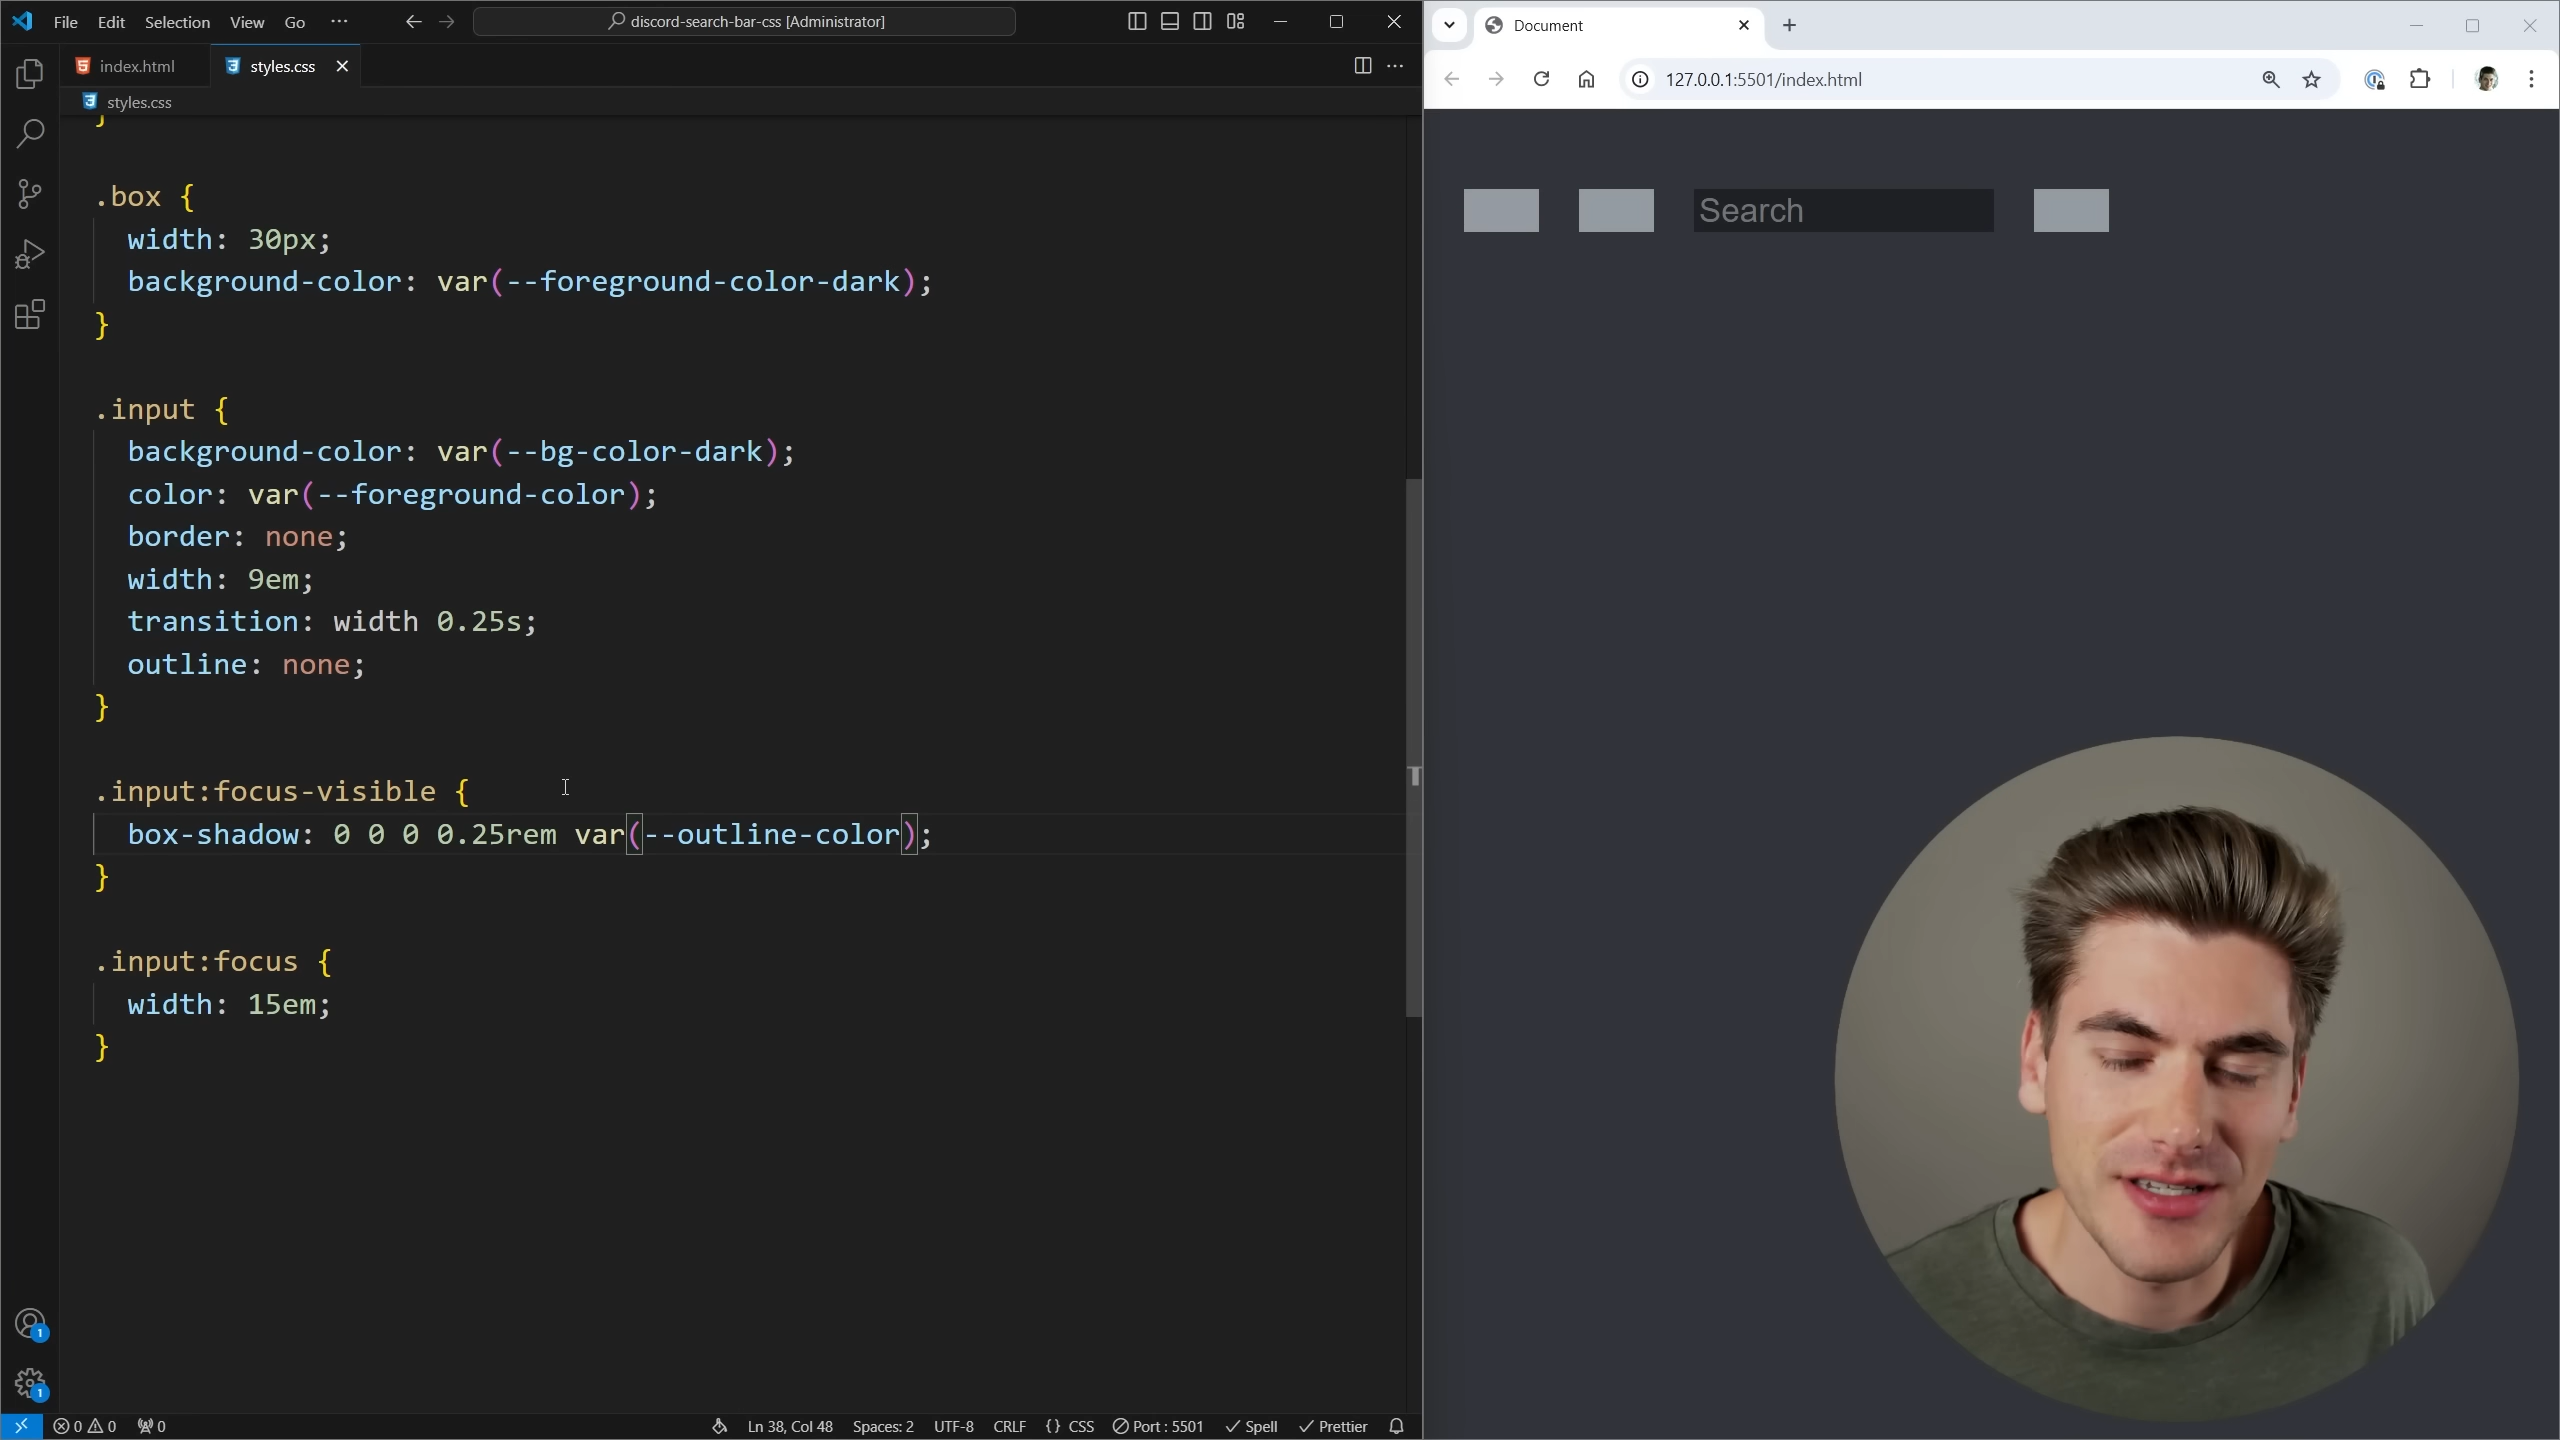 File Edit Selection View Go ··· discord-search-bar-css [Administrator]
index.html styles.css
styles.css
}
.box {
width: 30px;
background-color: var(--foreground-color-dark);
}
.input {
background-color: var(--bg-color-dark);
color: var(--foreground-color);
border: none;
width: 9em;
transition: width 0.25s;
outline: none;
}
.input:focus-visible {
box-shadow: 0 0 0 0.25rem var(--outline-color);
}
.input:focus {
width: 15em;
}
1
1
0 0 0 Ln 38, Col 48 Spaces: 2 UTF-8 CRLF {} CSS Port : 5501 Spell Prettier
Document
127.0.0.1:5501/index.html
Search